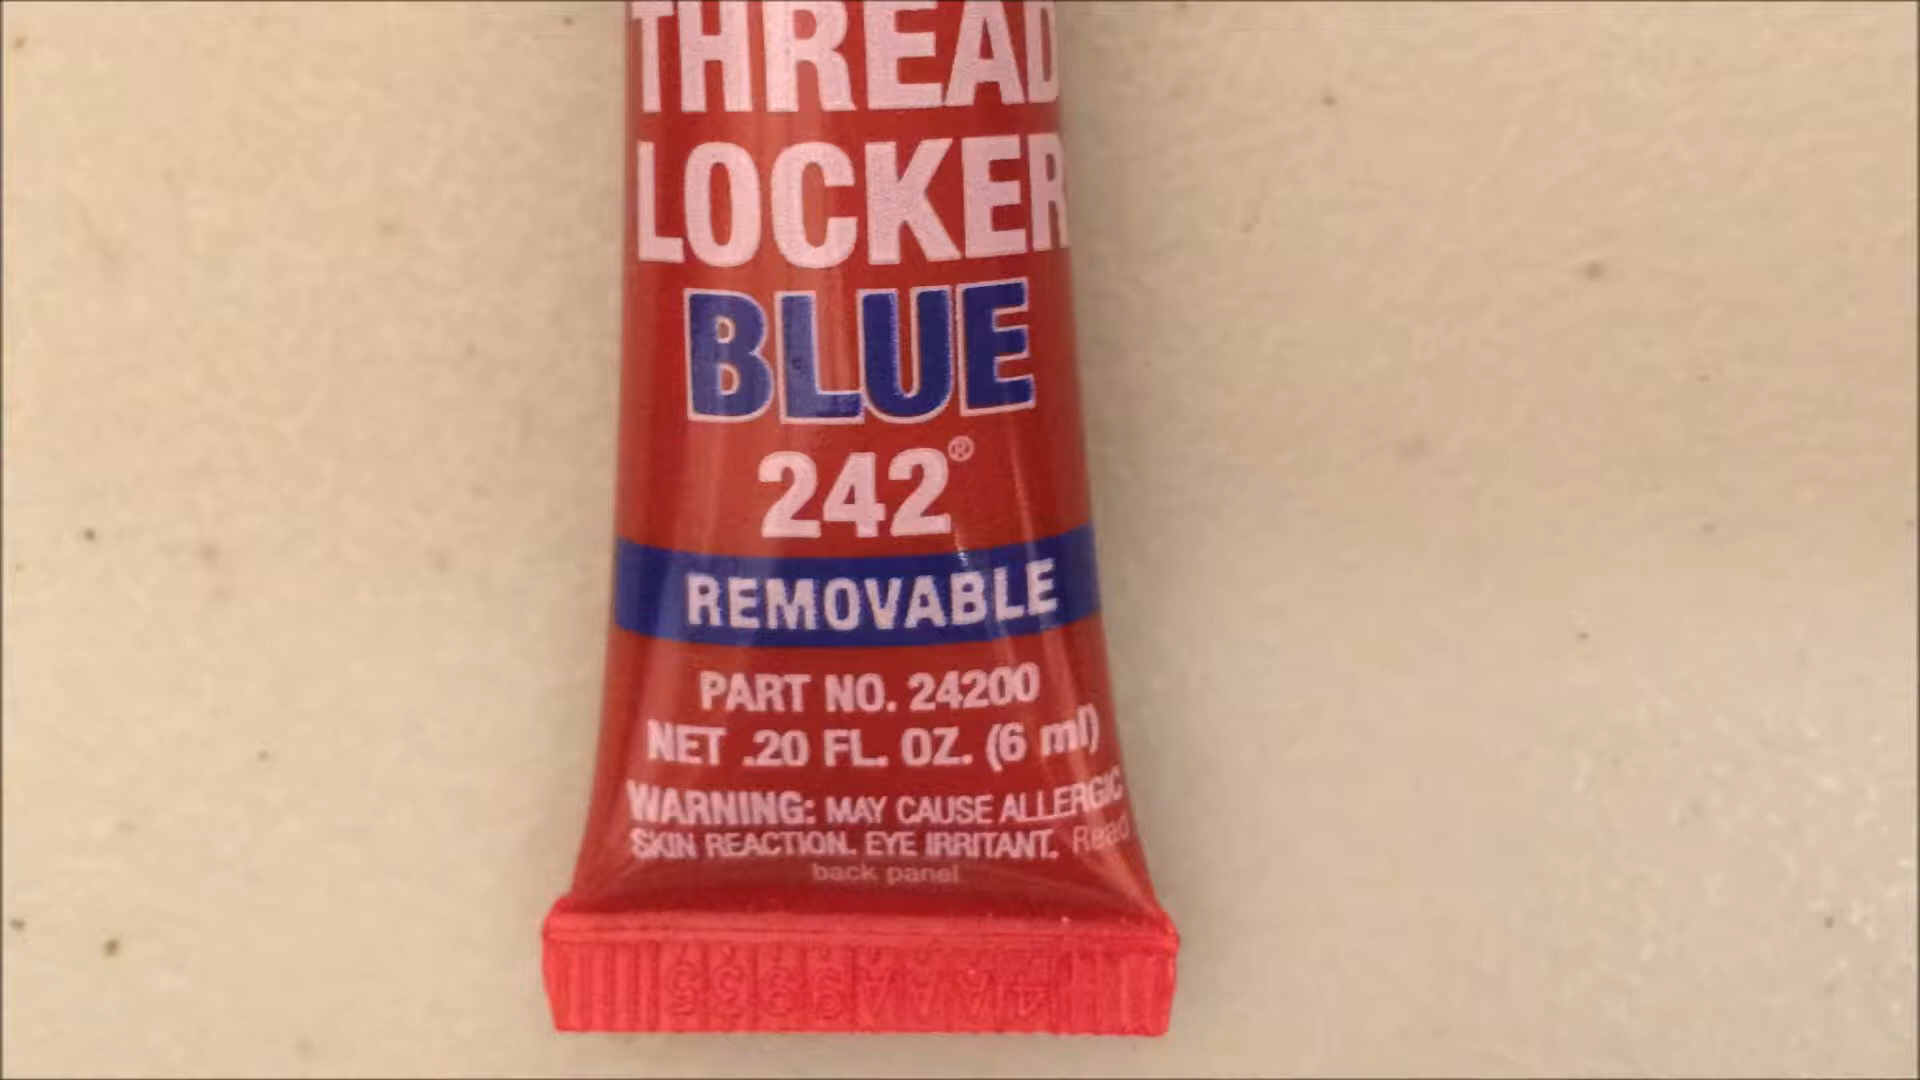 THREAD
LOCKER
BLUE
242®
REMOVABLE
PART NO. 24200
NET .20 FL. OZ. (6 ml)
WARNING: MAY CAUSE ALLERGIC
SKIN REACTION. EYE IRRITANT. Read
back panel